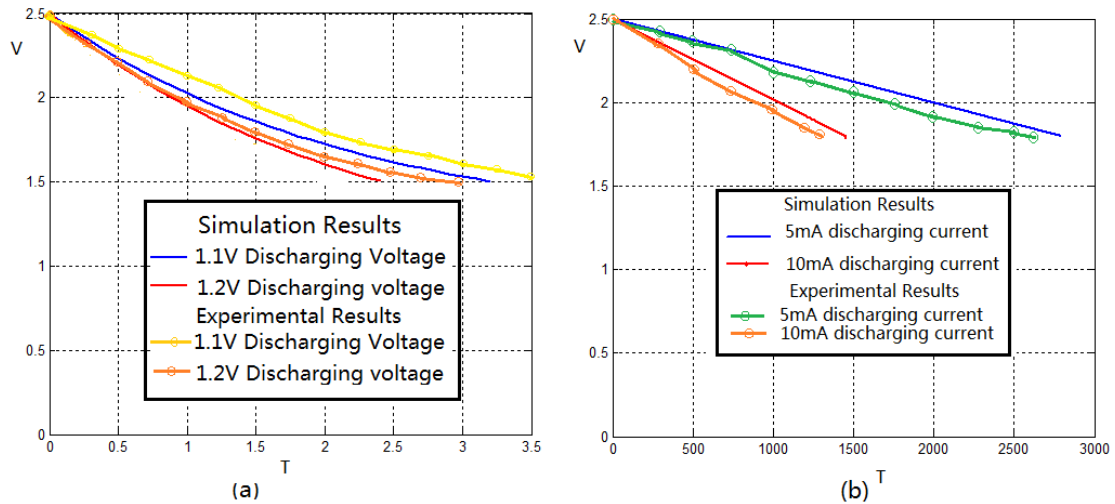 V
2.5
2
1.5
1
0.5
0
0
0.5
1
1.5
2
2.5
3
3.5
T
Simulation Results
1.1V Discharging Voltage
1.2V Discharging voltage
Experimental Results
1.1V Discharging Voltage
1.2V Discharging voltage
(a)
V
2.5
2
1.5
1
0.5
0
0
500
1000
1500
2000
2500
3000
T
Simulation Results
5mA discharging current
10mA discharging current
Experimental Results
5mA discharging current
10mA discharging current
(b)